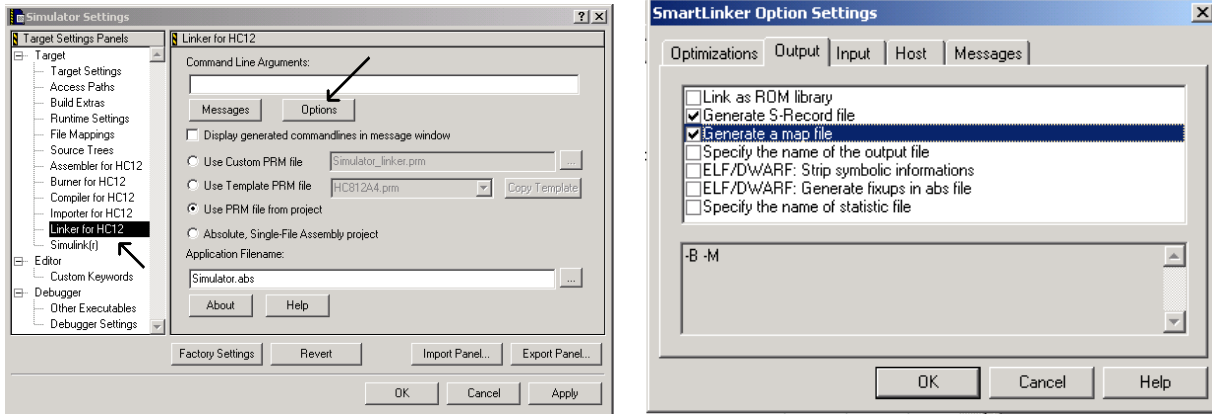 Simulator Settings
Target Settings Panels
Target
Target Settings
Access Paths
Build Extras
Runtime Settings
File Mappings
Source Trees
Assembler for HC12
Burner for HC12
Compiler for HC12
Importer for HC12
Linker for HC12
Simulink(r)
Editor
Custom Keywords
Debugger
Other Executables
Debugger Settings
Linker for HC12
Command Line Arguments:
Messages
Options
Display generated commandlines in message window
Use Custom PRM file
Simulator_linker.prm
...
Use Template PRM file
HC812A4.prm
Copy Template
Use PRM file from project
Absolute, Single-File Assembly project
Application Filename:
Simulator.abs
...
About
Help
Factory Settings
Revert
Import Panel...
Export Panel...
OK
Cancel
Apply
SmartLinker Option Settings
Optimizations
Output
Input
Host
Messages
Link as ROM library
Generate S-Record file
Generate a map file
Specify the name of the output file
ELF/DWARF: Strip symbolic informations
ELF/DWARF: Generate fixups in abs file
Specify the name of statistic file
-B -M
OK
Cancel
Help